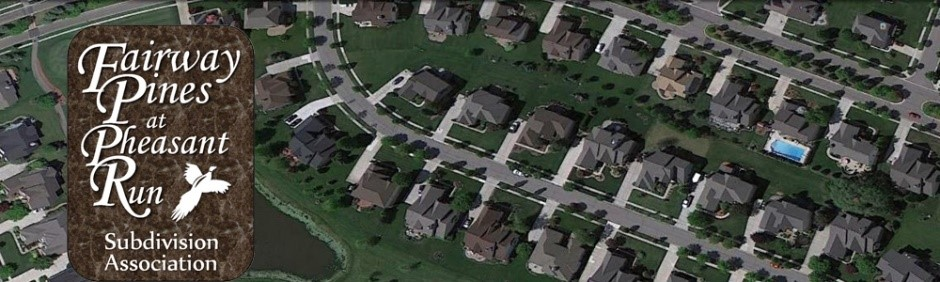 Fairway
Pines
at
Pheasant
Run
Subdivision
Association